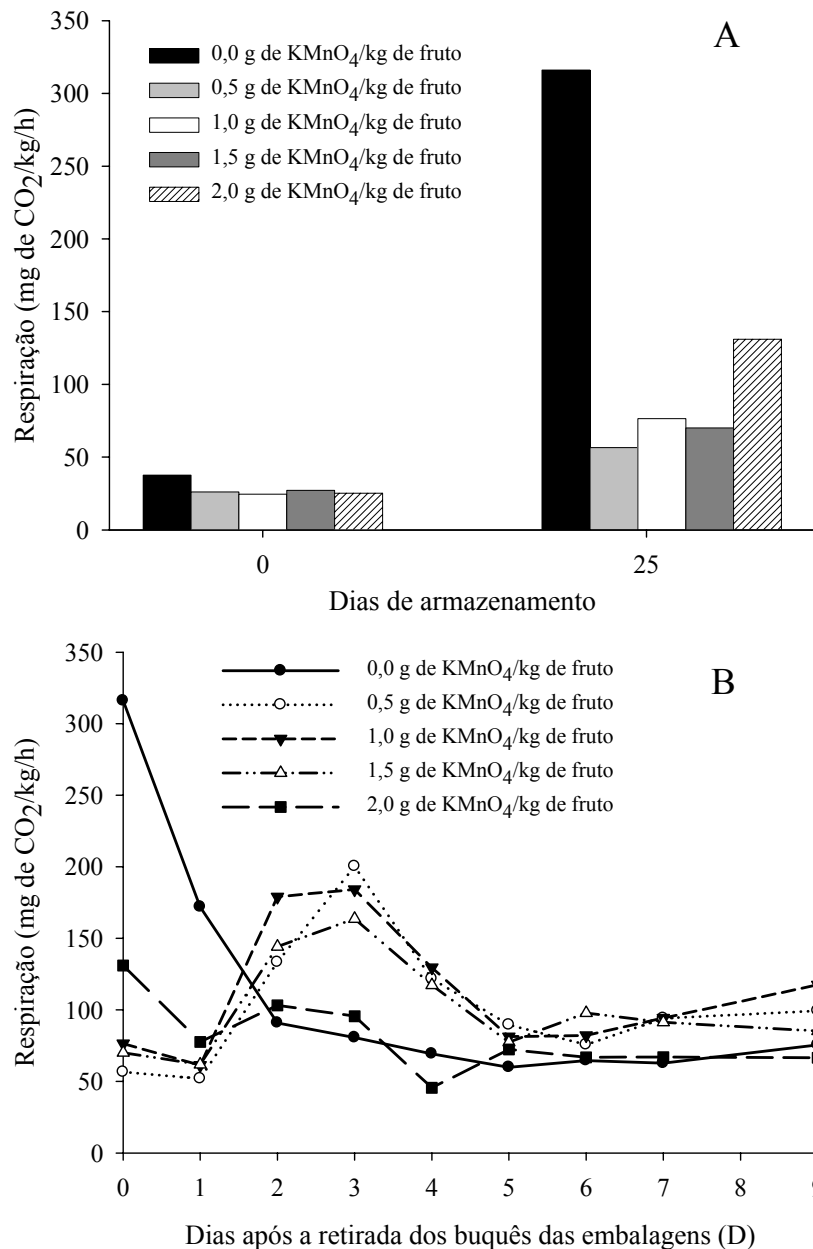 A
0,0 g de KMnO4/kg de fruto
0,5 g de KMnO4/kg de fruto
1,0 g de KMnO4/kg de fruto
1,5 g de KMnO4/kg de fruto
2,0 g de KMnO4/kg de fruto
Respiração (mg de CO2/kg/h)
350
300
250
200
150
100
50
0
0 25
Dias de armazenamento
B
0,0 g de KMnO4/kg de fruto
0,5 g de KMnO4/kg de fruto
1,0 g de KMnO4/kg de fruto
1,5 g de KMnO4/kg de fruto
2,0 g de KMnO4/kg de fruto
Respiração (mg de CO2/kg/h)
350
300
250
200
150
100
50
0
0 1 2 3 4 5 6 7 8 9
Dias após a retirada dos buquês das embalagens (D)